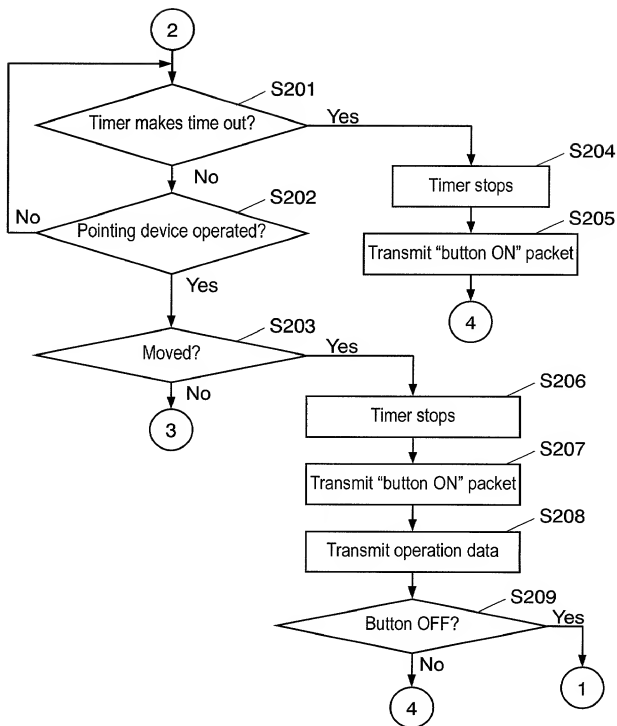 2
S201
Timer makes time out?
Yes
No
S204
Timer stops
S202
No
Pointing device operated?
S205
Transmit “button ON” packet
Yes
4
S203
Moved?
Yes
No
3
S206
Timer stops
S207
Transmit “button ON” packet
S208
Transmit operation data
S209
Button OFF?
Yes
No
1
4